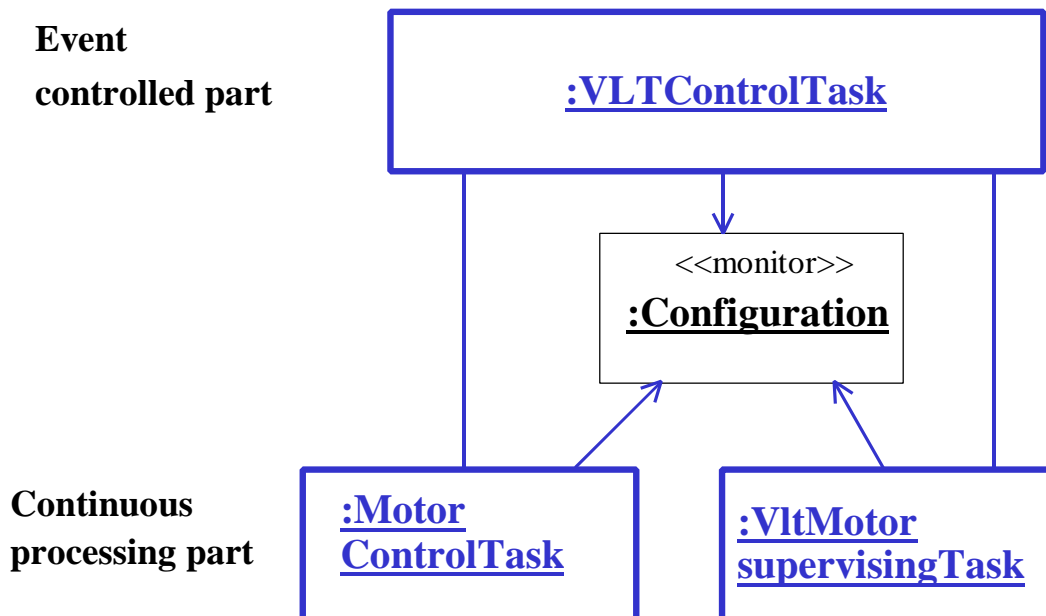 Event
controlled part
:VLTControlTask
<<monitor>>
:Configuration
Continuous
processing part
:Motor
ControlTask
:VltMotor
supervisingTask